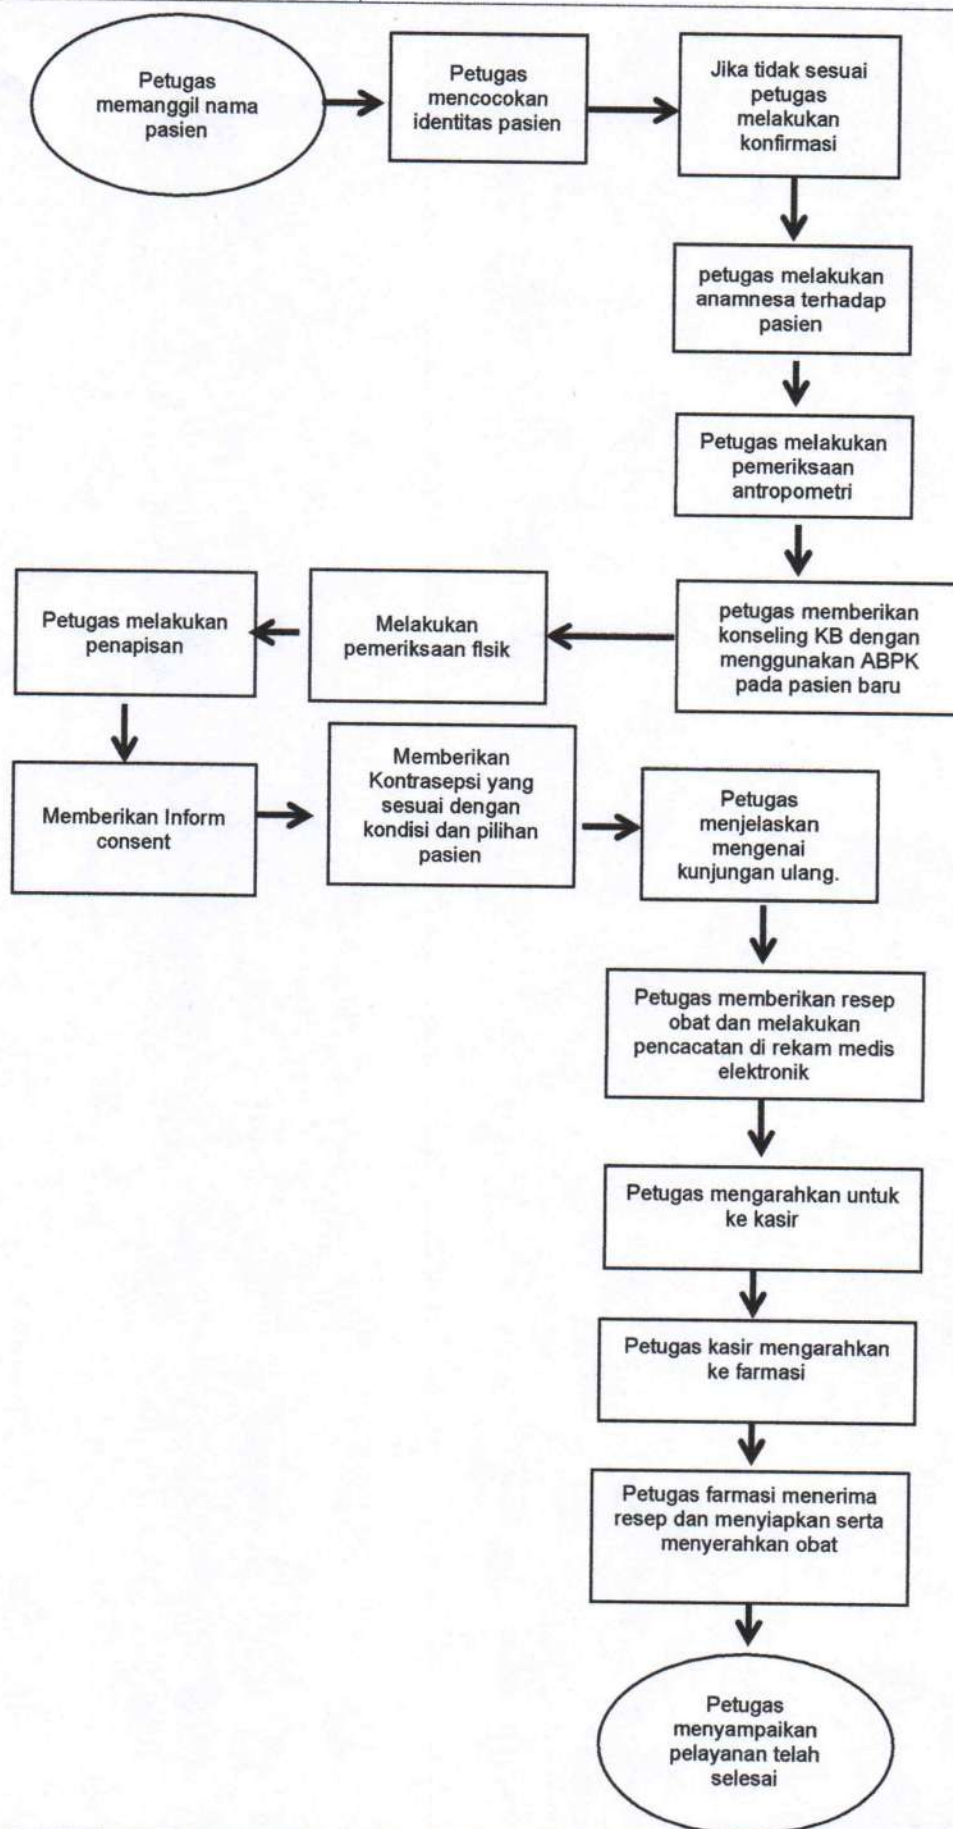 Petugas
memanggil nama
pasien
Petugas
mencocokan
identitas pasien
Jika tidak sesuai
petugas
melakukan
konfirmasi
petugas melakukan
anamnesa terhadap
pasien
Petugas melakukan
pemeriksaan
antropometri
petugas memberikan
konseling KB dengan
menggunakan ABPK
pada pasien baru
Melakukan
pemeriksaan fisik
Petugas melakukan
penapisan
Memberikan Inform
consent
Memberikan
Kontrasepsi yang
sesuai dengan
kondisi dan pilihan
pasien
Petugas
menjelaskan
mengenai
kunjungan ulang.
Petugas memberikan resep
obat dan melakukan
pencacatan di rekam medis
elektronik
Petugas mengarahkan untuk
ke kasir
Petugas kasir mengarahkan
ke farmasi
Petugas farmasi menerima
resep dan menyiapkan serta
menyerahkan obat
Petugas
menyampaikan
pelayanan telah
selesai